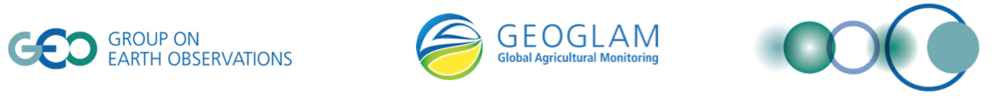 GEO
GROUP ON
EARTH OBSERVATIONS
GEOGLAM
Global Agricultural Monitoring